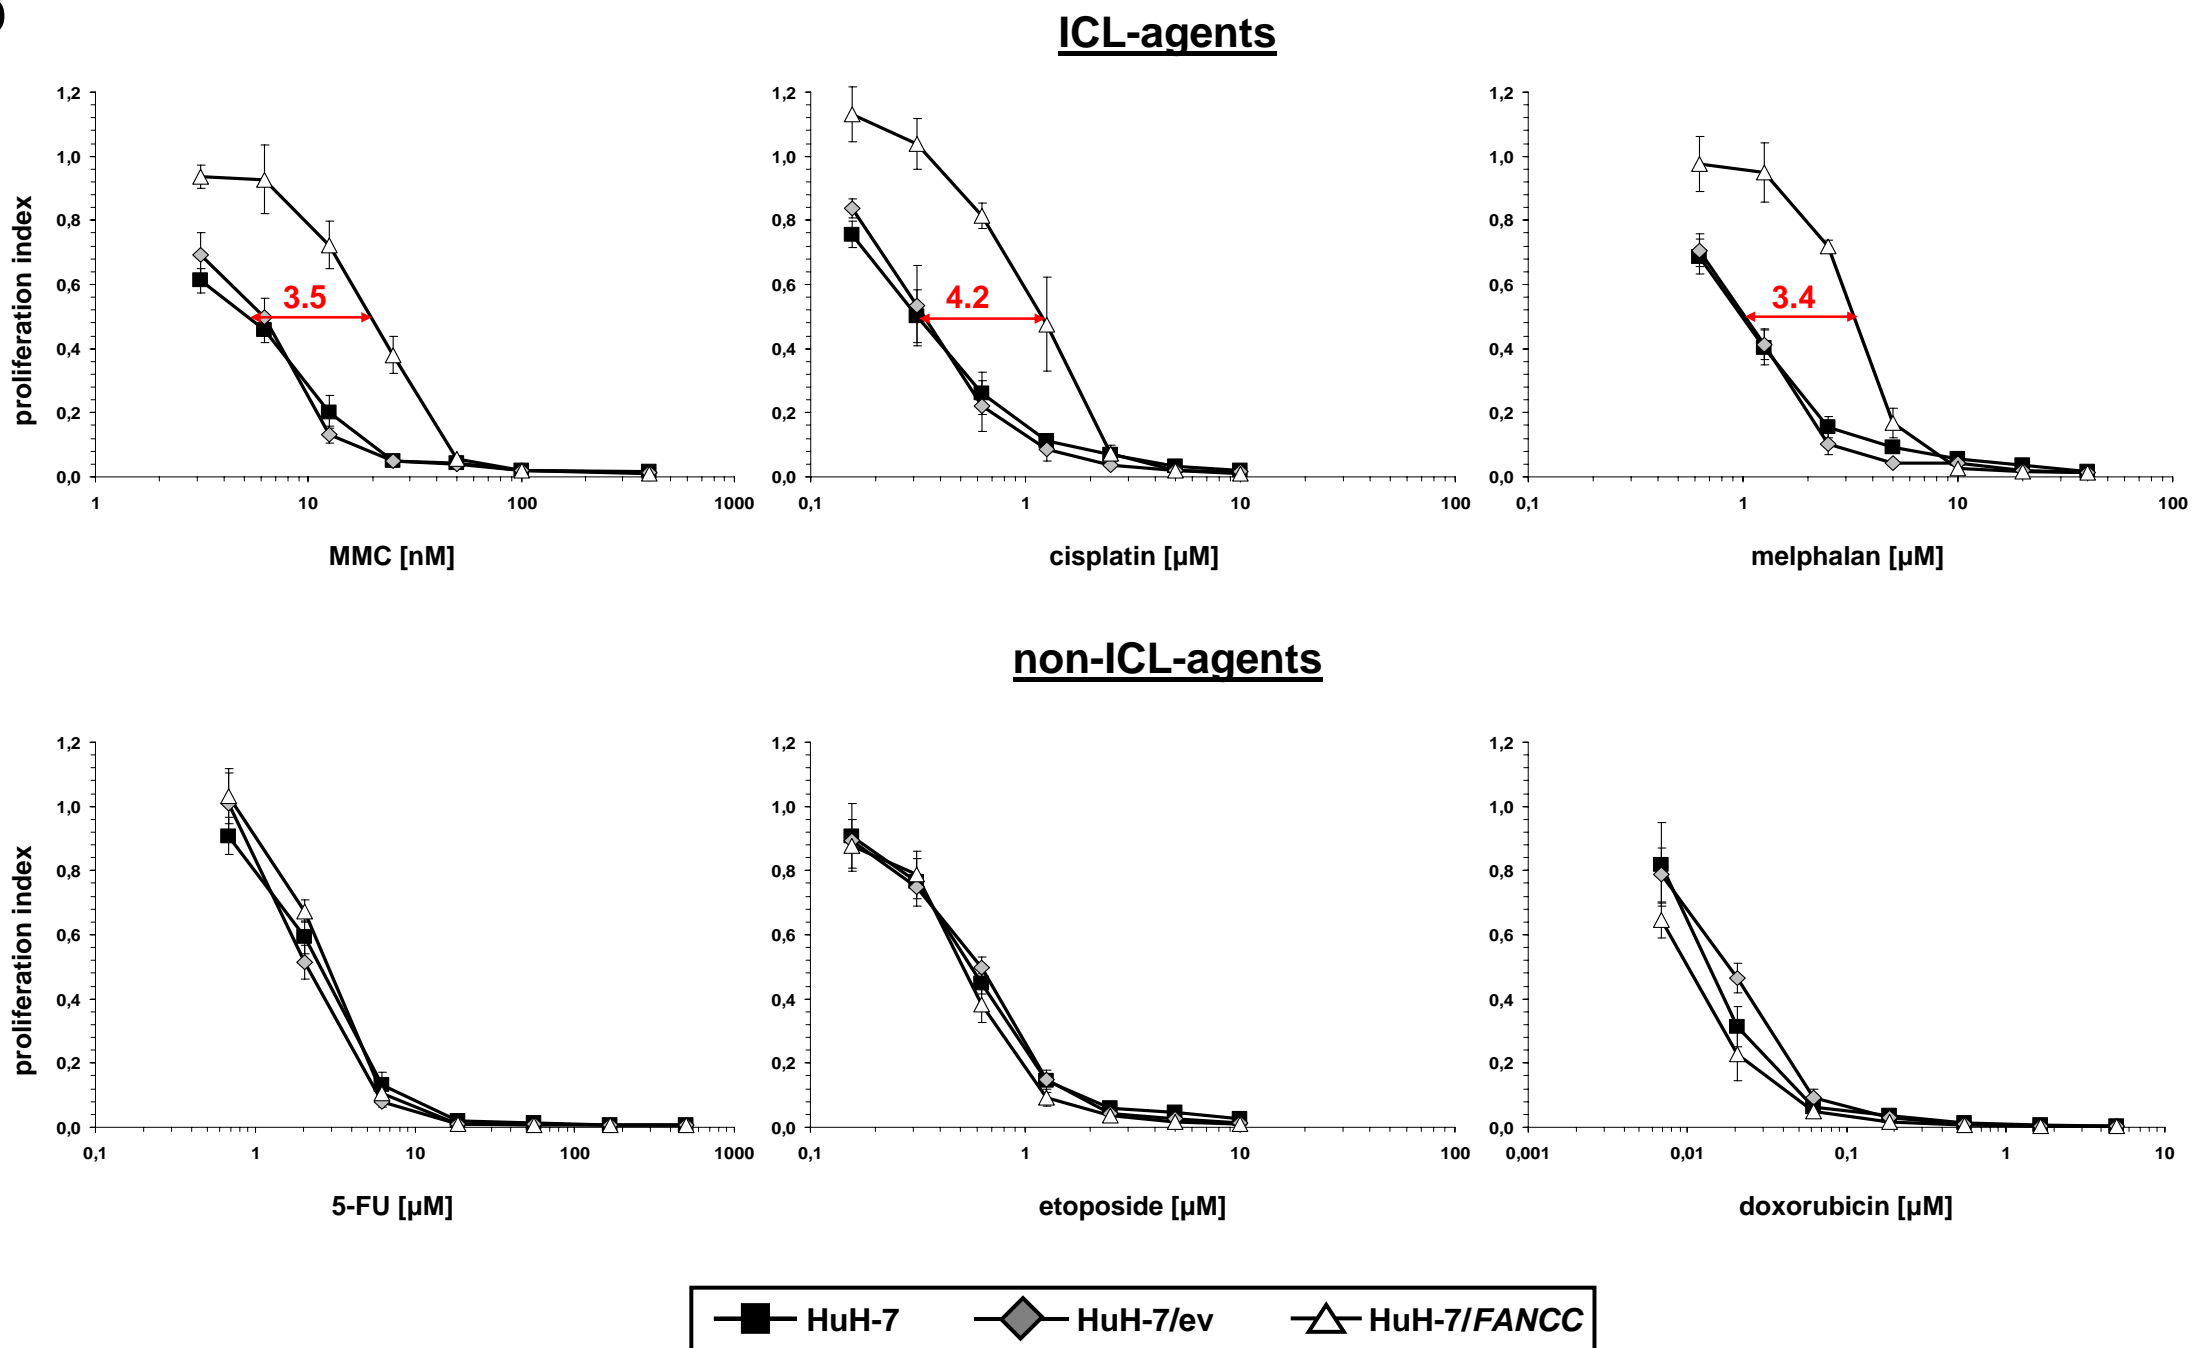 ICL-agents
1,2 1,0 0,8 0,6 0,4 0,2 0,0
proliferation index
3.5
1 10 100 1000
MMC [nM]
1,2 1,0 0,8 0,6 0,4 0,2 0,0
4.2
0,1 1 10 100
cisplatin [µM]
1,2 1,0 0,8 0,6 0,4 0,2 0,0
3.4
0,1 1 10 100
melphalan [µM]
non-ICL-agents
1,2 1,0 0,8 0,6 0,4 0,2 0,0
proliferation index
0,1 1 10 100 1000
5-FU [µM]
1,2 1,0 0,8 0,6 0,4 0,2 0,0
0,1 1 10 100
etoposide [µM]
1,2 1,0 0,8 0,6 0,4 0,2 0,0
0,001 0,01 0,1 1 10
doxorubicin [µM]
HuH-7 HuH-7/ev HuH-7/FANCC